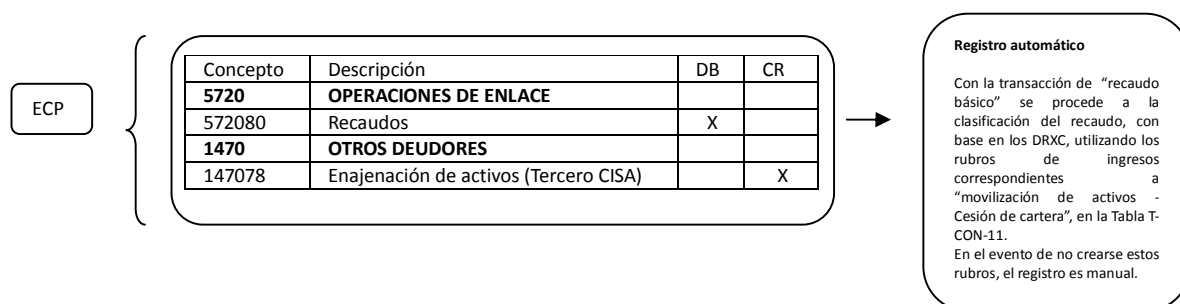 ECP
Concepto Descripción DB CR
5720 OPERACIONES DE ENLACE
572080 Recaudos X
1470 OTROS DEUDORES
147078 Enajenación de activos (Tercero CISA) X
Registro automático
Con la transacción de “recaudo
básico” se procede a la
clasificación del recaudo, con
base en los DRXC, utilizando los
rubros de ingresos
correspondientes a
“movilización de activos -
Cesión de cartera”, en la Tabla T-
CON-11.
En el evento de no crearse estos
rubros, el registro es manual.